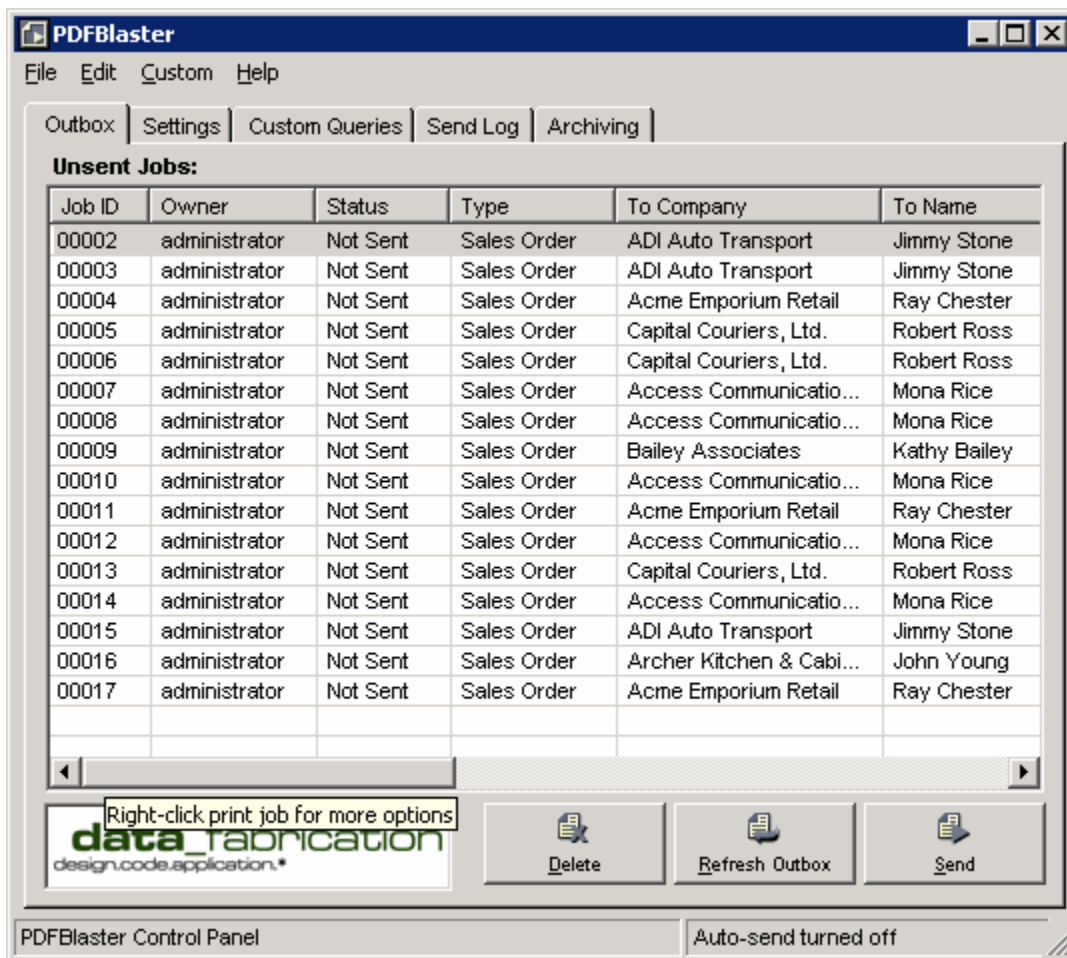 PDFBlaster
File Edit Custom Help
Outbox Settings Custom Queries Send Log Archiving
Unsent Jobs:
Job ID Owner Status Type To Company To Name
00002 administrator Not Sent Sales Order ADI Auto Transport Jimmy Stone
00003 administrator Not Sent Sales Order ADI Auto Transport Jimmy Stone
00004 administrator Not Sent Sales Order Acme Emporium Retail Ray Chester
00005 administrator Not Sent Sales Order Capital Couriers, Ltd. Robert Ross
00006 administrator Not Sent Sales Order Capital Couriers, Ltd. Robert Ross
00007 administrator Not Sent Sales Order Access Communicatio... Mona Rice
00008 administrator Not Sent Sales Order Access Communicatio... Mona Rice
00009 administrator Not Sent Sales Order Bailey Associates Kathy Bailey
00010 administrator Not Sent Sales Order Access Communicatio... Mona Rice
00011 administrator Not Sent Sales Order Acme Emporium Retail Ray Chester
00012 administrator Not Sent Sales Order Access Communicatio... Mona Rice
00013 administrator Not Sent Sales Order Capital Couriers, Ltd. Robert Ross
00014 administrator Not Sent Sales Order Access Communicatio... Mona Rice
00015 administrator Not Sent Sales Order ADI Auto Transport Jimmy Stone
00016 administrator Not Sent Sales Order Archer Kitchen & Cabi... John Young
00017 administrator Not Sent Sales Order Acme Emporium Retail Ray Chester
Right-click print job for more options
data_fabrication
design.code.application.*
Delete Refresh Outbox Send
PDFBlaster Control Panel Auto-send turned off